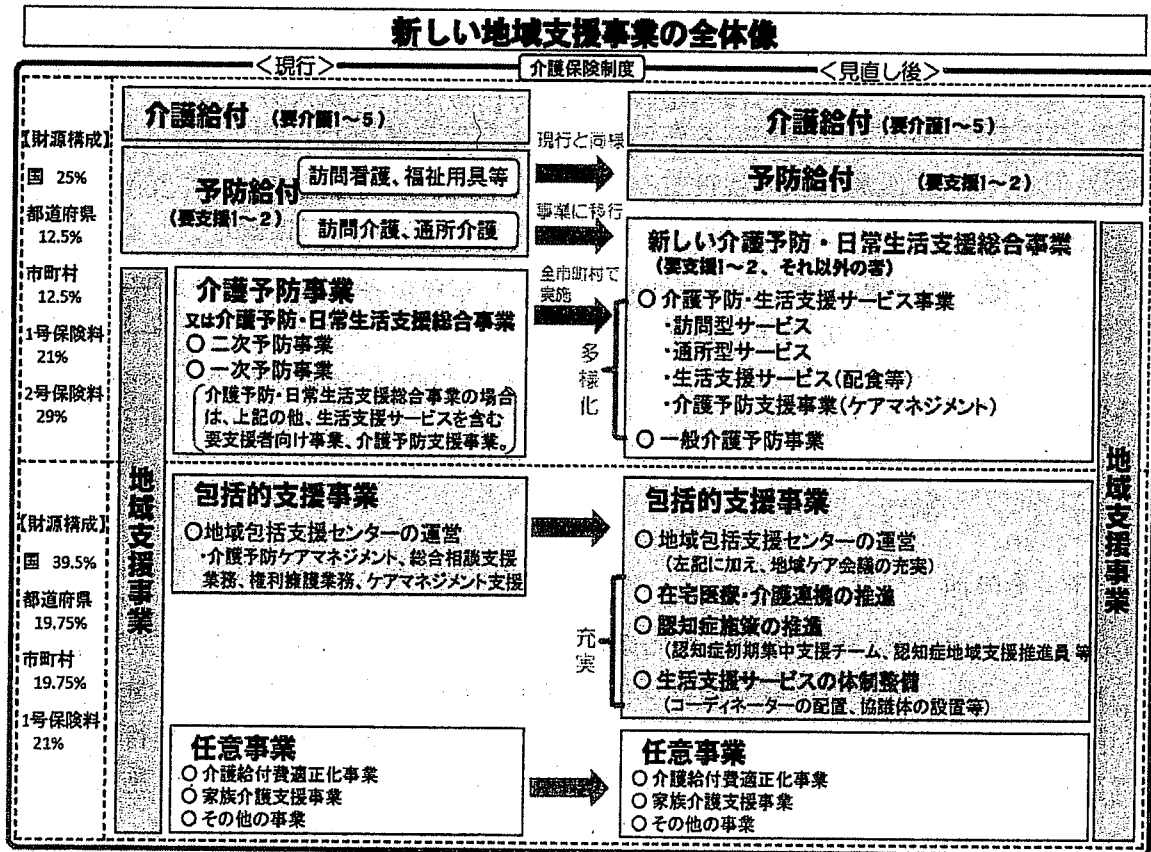 新しい地域支援事業の全体像
＜現行＞
介護保険制度
＜見直し後＞
【財源構成】
国 25%
都道府県
12.5%
市町村
12.5%
1号保険料
21%
2号保険料
29%
【財源構成】
国 39.5%
都道府県
19.75%
市町村
19.75%
1号保険料
21%
地域支援事業
介護給付 (要介護1～5)
予防給付
(要支援1～2)
訪問看護、福祉用具等
訪問介護、通所介護
介護予防事業
又は介護予防・日常生活支援総合事業
○ 二次予防事業
○ 一次予防事業
介護予防・日常生活支援総合事業の場合
は、上記の他、生活支援サービスを含む
要支援者向け事業、介護予防支援事業。
包括的支援事業
○地域包括支援センターの運営
・介護予防ケアマネジメント、総合相談支援
業務、権利擁護業務、ケアマネジメント支援
任意事業
○ 介護給付費適正化事業
○ 家族介護支援事業
○ その他の事業
現行と同様
事業に移行
全市町村で
実施
多様化
充実
介護給付 (要介護1～5)
予防給付 (要支援1～2)
新しい介護予防・日常生活支援総合事業
(要支援1～2、それ以外の者)
○ 介護予防・生活支援サービス事業
・訪問型サービス
・通所型サービス
・生活支援サービス(配食等)
・介護予防支援事業(ケアマネジメント)
○ 一般介護予防事業
包括的支援事業
○ 地域包括支援センターの運営
(左記に加え、地域ケア会議の充実)
○ 在宅医療・介護連携の推進
○ 認知症施策の推進
(認知症初期集中支援チーム、認知症地域支援推進員 等
○ 生活支援サービスの体制整備
(コーディネーターの配置、協議体の設置等)
任意事業
○ 介護給付費適正化事業
○ 家族介護支援事業
○ その他の事業
地域支援事業